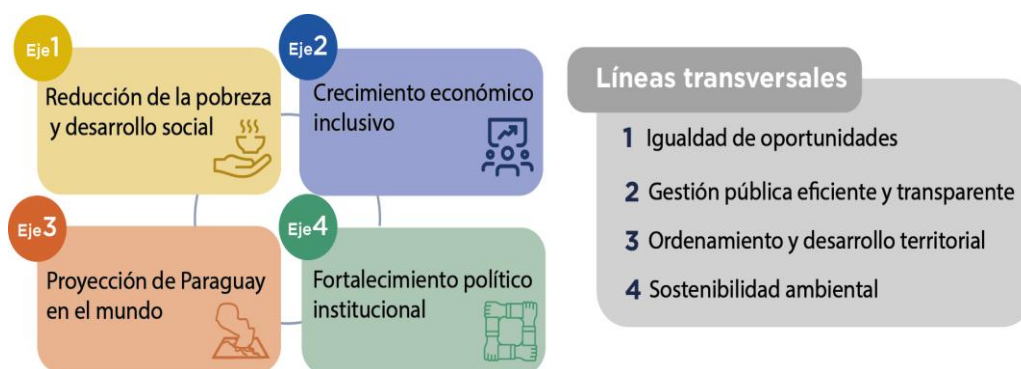 Eje1
Reducción de la pobreza
y desarrollo social
Eje2
Crecimiento económico
inclusivo
Eje3
Proyección de Paraguay
en el mundo
Eje4
Fortalecimiento político
institucional
Líneas transversales
1 Igualdad de oportunidades
2 Gestión pública eficiente y transparente
3 Ordenamiento y desarrollo territorial
4 Sostenibilidad ambiental